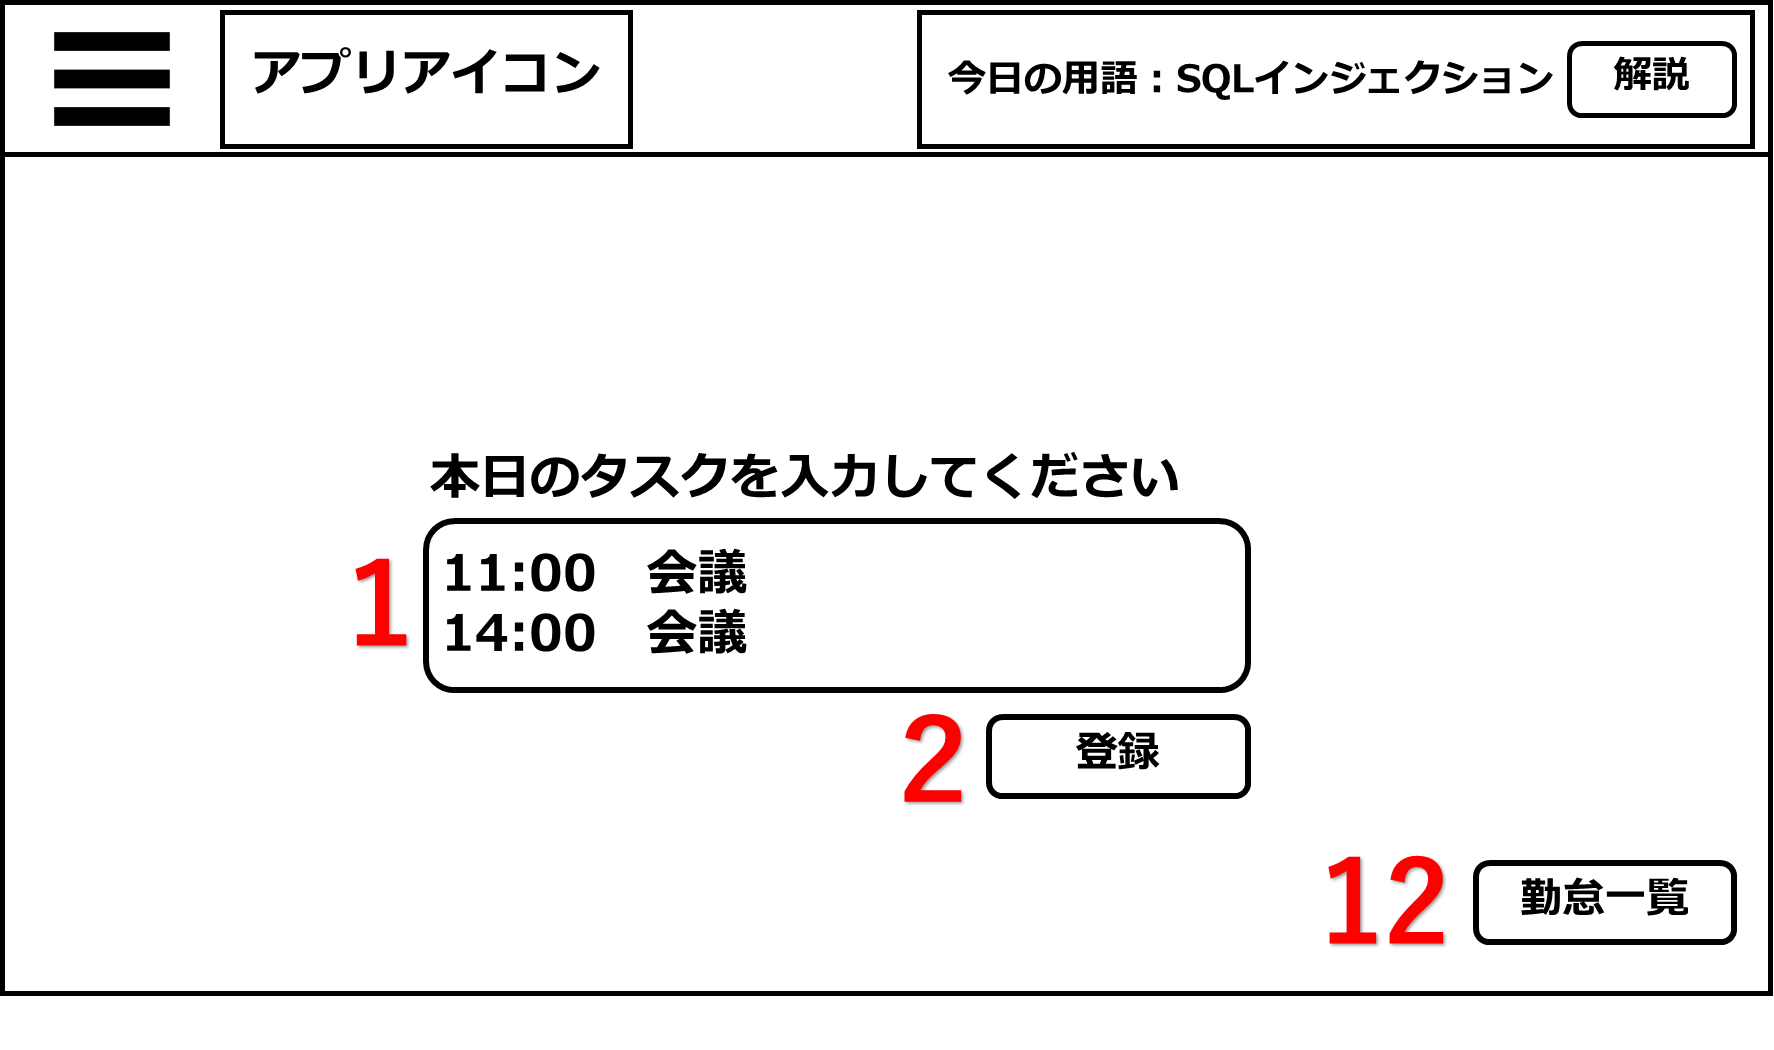 アプリアイコン
今日の用語：SQLインジェクション
解説
本日のタスクを入力してください
1
11:00　会議
14:00　会議
2
登録
12
勤怠一覧